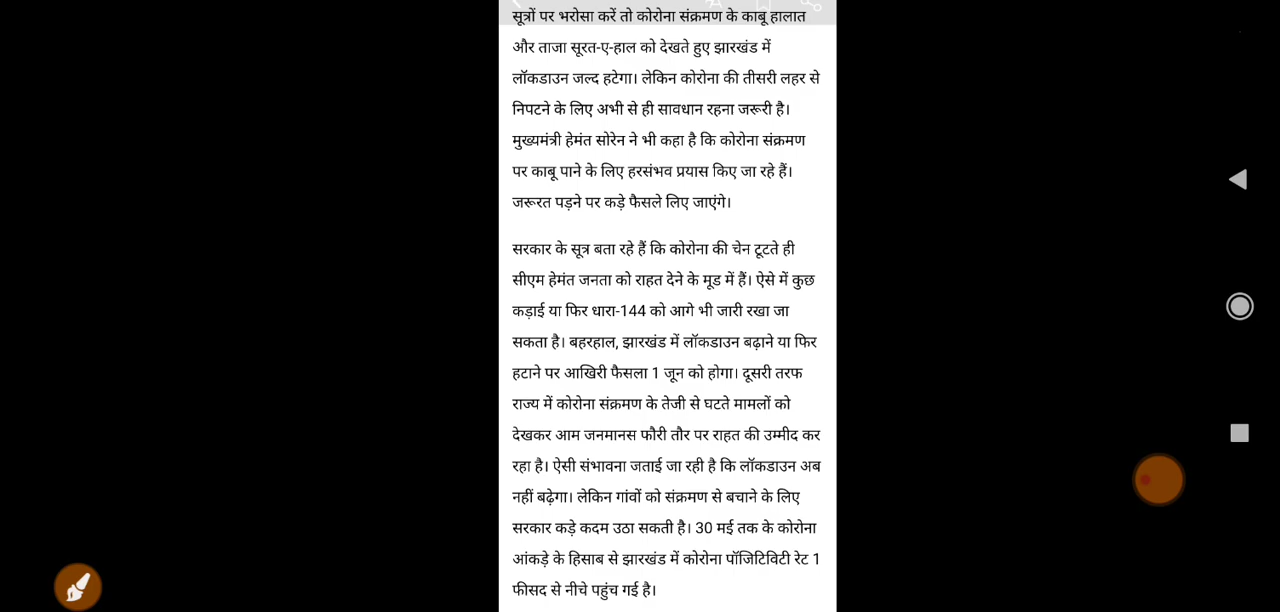 सूत्रों पर भरोसा करें तो कोरोना संक्रमण के काबू हालात
और ताजा सूरत-ए-हाल को देखते हुए झारखंड में
लॉकडाउन जल्द हटेगा। लेकिन कोरोना की तीसरी लहर से
निपटने के लिए अभी से ही सावधान रहना जरूरी है।
मुख्यमंत्री हेमंत सोरेन ने भी कहा है कि कोरोना संक्रमण
पर काबू पाने के लिए हरसंभव प्रयास किए जा रहे हैं।
जरूरत पड़ने पर कड़े फैसले लिए जाएंगे।
सरकार के सूत्र बता रहे हैं कि कोरोना की चेन टूटते ही
सीएम हेमंत जनता को राहत देने के मूड में हैं। ऐसे में कुछ
कड़ाई या फिर धारा-144 को आगे भी जारी रखा जा
सकता है। बहरहाल, झारखंड में लॉकडाउन बढ़ाने या फिर
हटाने पर आखिरी फैसला 1 जून को होगा। दूसरी तरफ
राज्य में कोरोना संक्रमण के तेजी से घटते मामलों को
देखकर आम जनमानस फौरी तौर पर राहत की उम्मीद कर
रहा है। ऐसी संभावना जताई जा रही है कि लॉकडाउन अब
नहीं बढ़ेगा। लेकिन गांवों को संक्रमण से बचाने के लिए
सरकार कड़े कदम उठा सकती है। 30 मई तक के कोरोना
आंकड़े के हिसाब से झारखंड में कोरोना पॉजिटिविटी रेट 1
फीसद से नीचे पहुंच गई है।